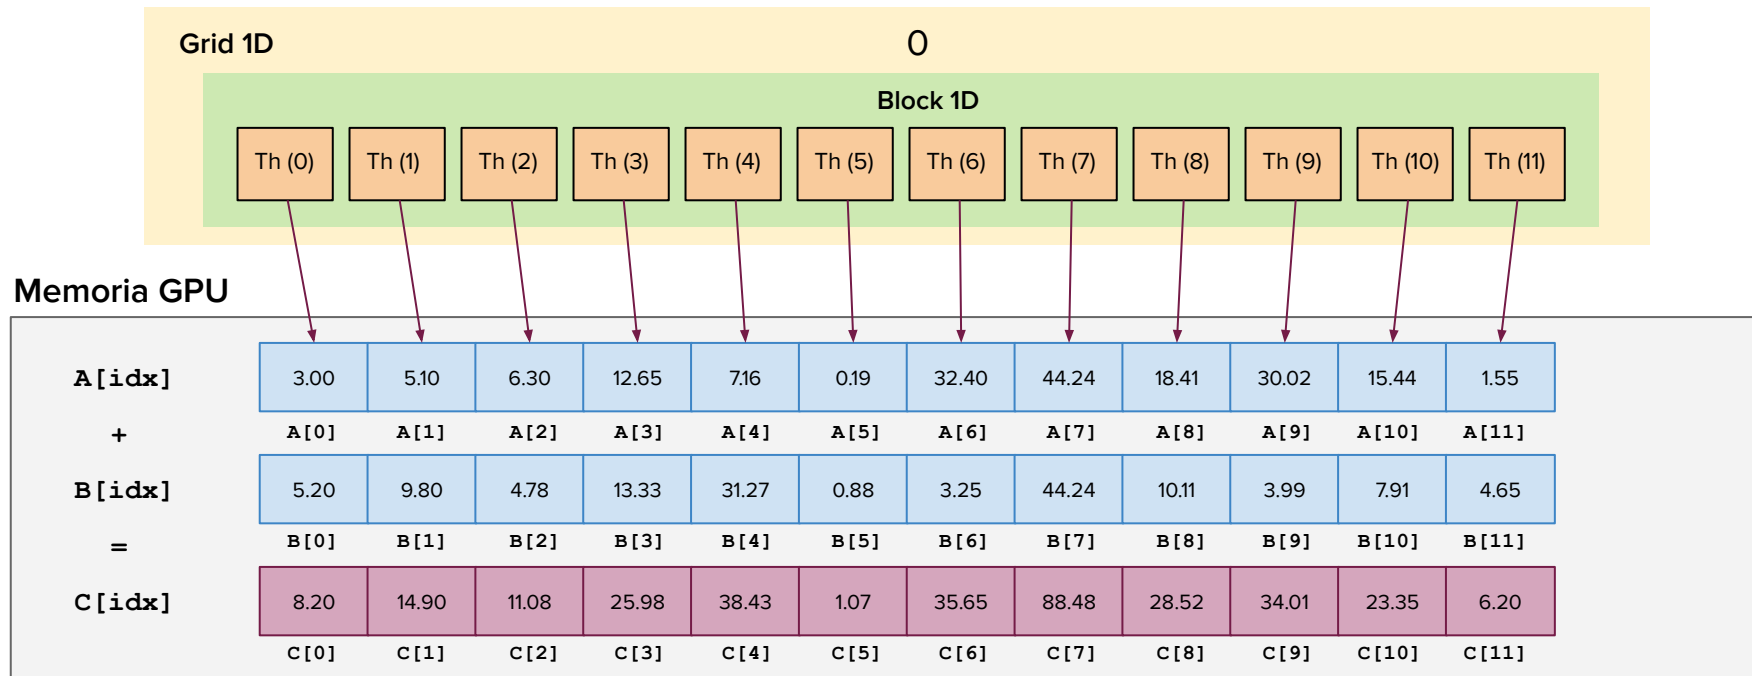 Grid 1D 0
Block 1D
Th (0) Th (1) Th (2) Th (3) Th (4) Th (5) Th (6) Th (7) Th (8) Th (9) Th (10) Th (11)
Memoria GPU
A[idx] 3.00 5.10 6.30 12.65 7.16 0.19 32.40 44.24 18.41 30.02 15.44 1.55
+ A[0] A[1] A[2] A[3] A[4] A[5] A[6] A[7] A[8] A[9] A[10] A[11]
B[idx] 5.20 9.80 4.78 13.33 31.27 0.88 3.25 44.24 10.11 3.99 7.91 4.65
= B[0] B[1] B[2] B[3] B[4] B[5] B[6] B[7] B[8] B[9] B[10] B[11]
C[idx] 8.20 14.90 11.08 25.98 38.43 1.07 35.65 88.48 28.52 34.01 23.35 6.20
C[0] C[1] C[2] C[3] C[4] C[5] C[6] C[7] C[8] C[9] C[10] C[11]